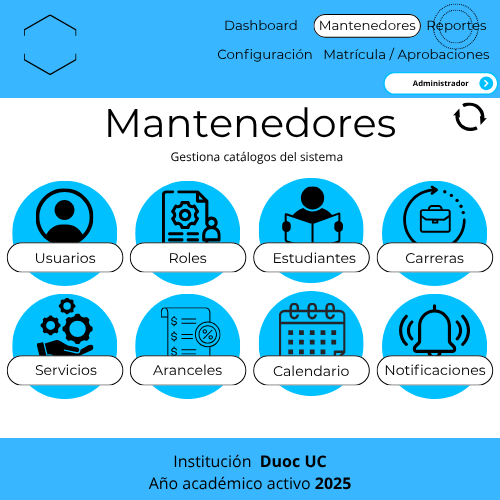 Dashboard Mantenedores Reportes
Configuración Matrícula / Aprobaciones
Administrador
Mantenedores
Gestiona catálogos del sistema
Usuarios Roles Estudiantes Carreras
Servicios Aranceles Calendario Notificaciones
Institución Duoc UC
Año académico activo 2025